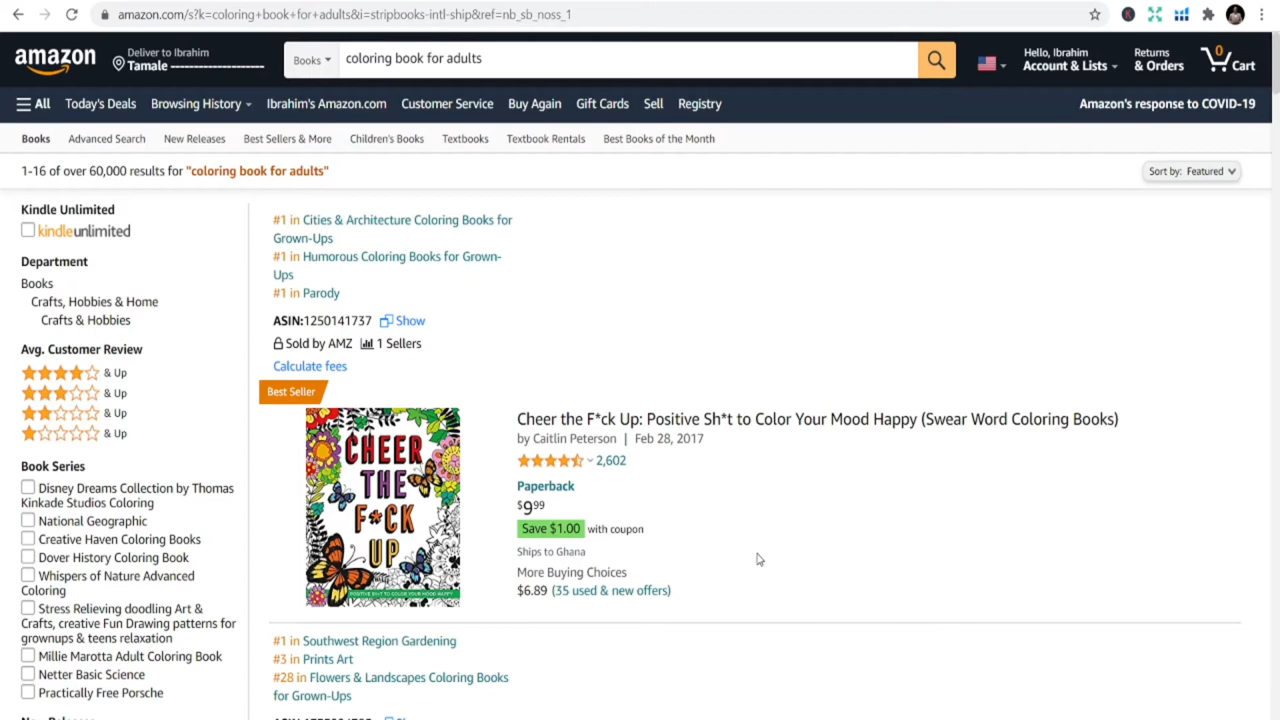 amazon.com/s?k=coloring+book+for+adults&i=stripbooks-intl-ship&ref=nb_sb_noss_1
amazon
Deliver to Ibrahim
Tamale
Books
coloring book for adults
Hello, Ibrahim
Account & Lists
Returns
& Orders
0
Cart
All
Today's Deals
Browsing History
Ibrahim's Amazon.com
Customer Service
Buy Again
Gift Cards
Sell
Registry
Amazon's response to COVID-19
Books
Advanced Search
New Releases
Best Sellers & More
Children's Books
Textbooks
Textbook Rentals
Best Books of the Month
1-16 of over 60,000 results for "coloring book for adults"
Sort by: Featured
Kindle Unlimited
kindleunlimited
Department
Books
Crafts, Hobbies & Home
Crafts & Hobbies
Avg. Customer Review
& Up
& Up
& Up
& Up
Book Series
Disney Dreams Collection by Thomas
Kinkade Studios Coloring
National Geographic
Creative Haven Coloring Books
Dover History Coloring Book
Whispers of Nature Advanced
Coloring
Stress Relieving doodling Art &
Crafts, creative Fun Drawing patterns for
grownups & teens relaxation
Millie Marotta Adult Coloring Book
Netter Basic Science
Practically Free Porsche
#1 in Cities & Architecture Coloring Books for
Grown-Ups
#1 in Humorous Coloring Books for Grown-
Ups
#1 in Parody
ASIN:1250141737 Show
Sold by AMZ 1 Sellers
Calculate fees
Best Seller
CHEER
THE
F*CK
UP
POSITIVE SH*T TO COLOR YOUR MOOD HAPPY
Cheer the F*ck Up: Positive Sh*t to Color Your Mood Happy (Swear Word Coloring Books)
by Caitlin Peterson | Feb 28, 2017
2,602
Paperback
$9.99
Save $1.00 with coupon
Ships to Ghana
More Buying Choices
$6.89 (35 used & new offers)
#1 in Southwest Region Gardening
#3 in Prints Art
#28 in Flowers & Landscapes Coloring Books
for Grown-Ups